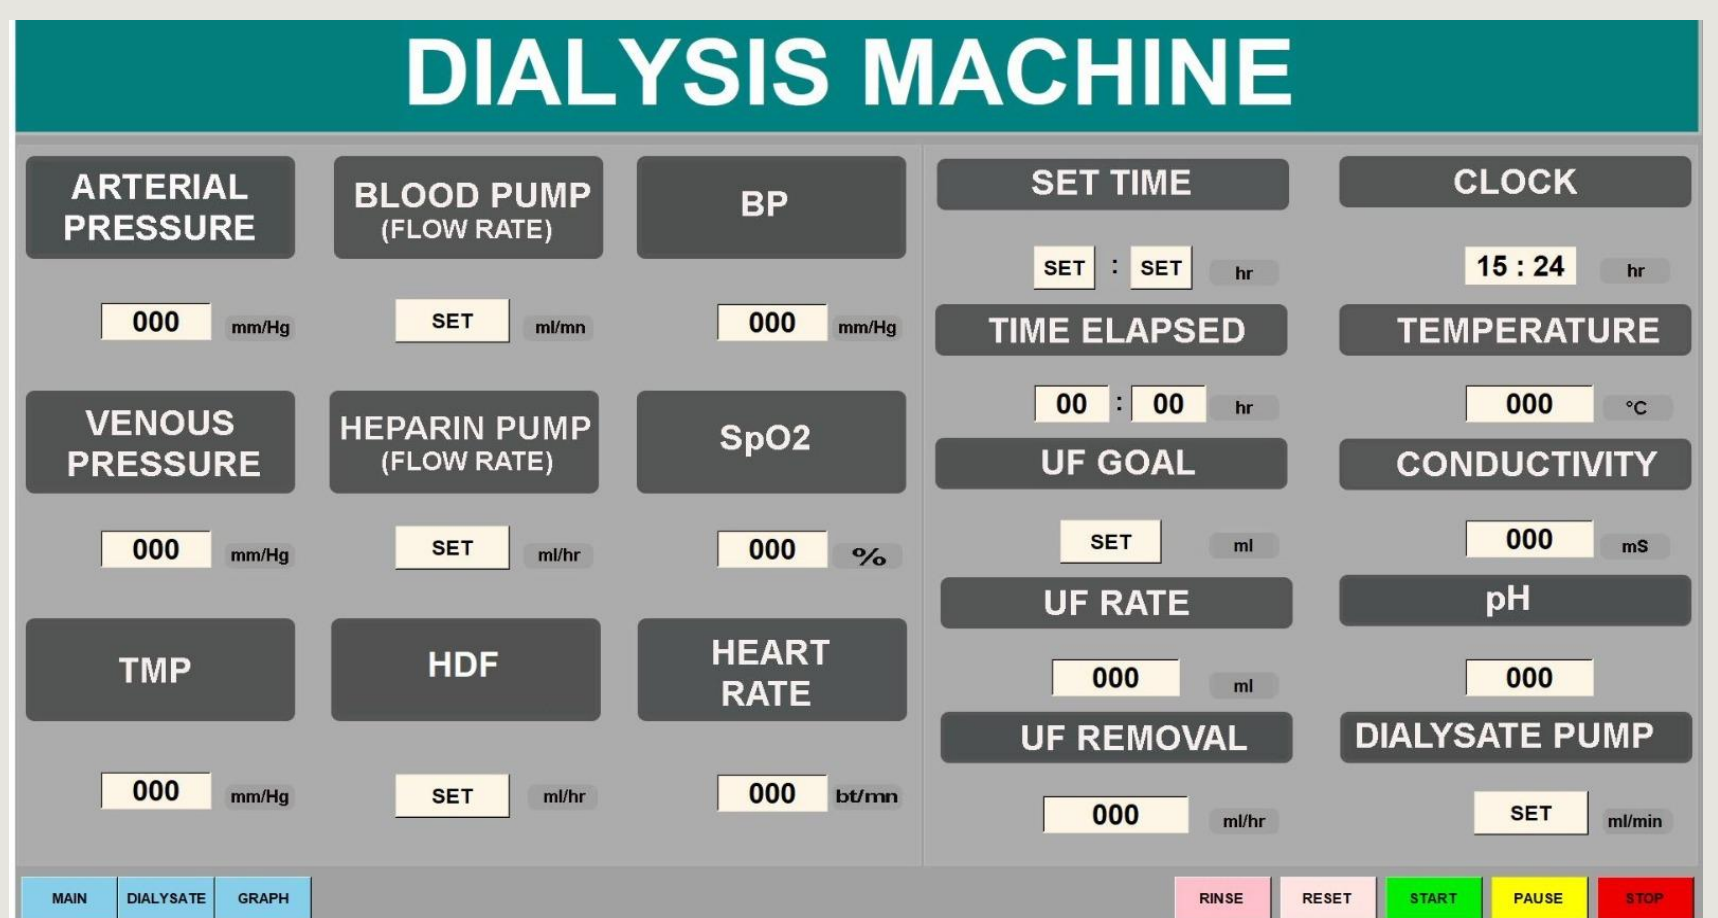 DIALYSIS MACHINE
ARTERIAL
PRESSURE
000 mm/Hg
BLOOD PUMP
(FLOW RATE)
SET ml/mn
BP
000 mm/Hg
VENOUS
PRESSURE
000 mm/Hg
HEPARIN PUMP
(FLOW RATE)
SET ml/hr
SpO2
000 %
TMP
000 mm/Hg
HDF
SET ml/hr
HEART
RATE
000 bt/mn
SET TIME
SET : SET hr
TIME ELAPSED
00 : 00 hr
UF GOAL
SET ml
UF RATE
000 ml
UF REMOVAL
000 ml/hr
CLOCK
15 : 24 hr
TEMPERATURE
000 °C
CONDUCTIVITY
000 mS
pH
000
DIALYSATE PUMP
SET ml/min
MAIN DIALYSATE GRAPH RINSE RESET START PAUSE STOP